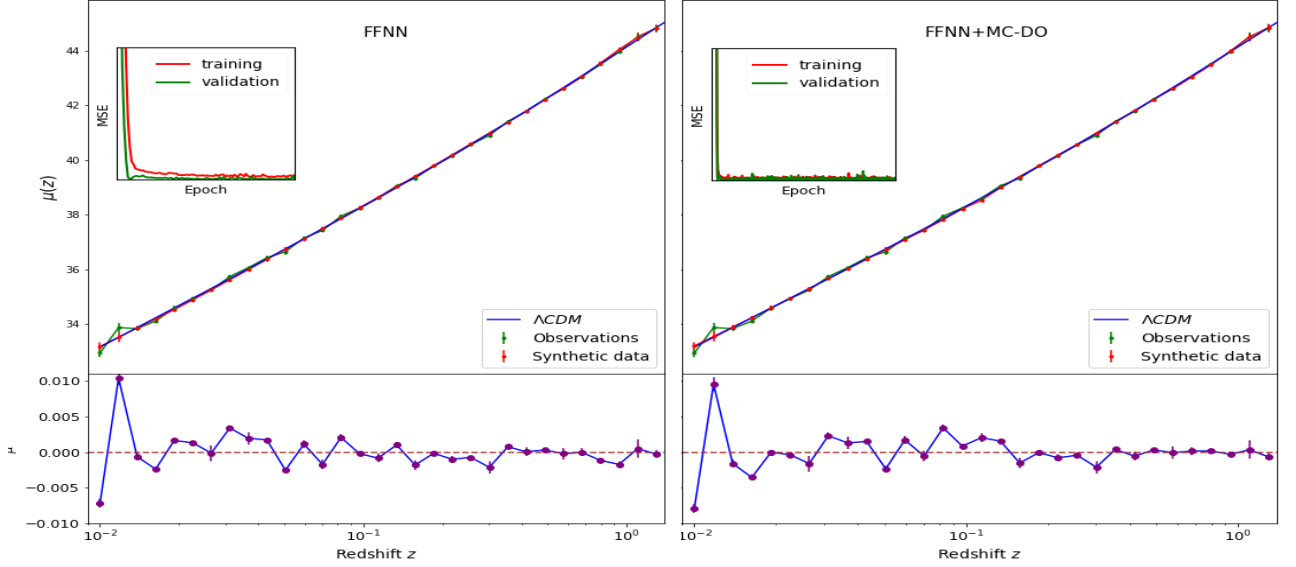 FFNN
training
validation
MSE
Epoch
44
42
40
38
36
34
μ(z)
ΛCDM
Observations
Synthetic data
0.010
0.005
0.000
−0.005
−0.010
10⁻²
10⁻¹
10⁰
Redshift z
FFNN+MC-DO
training
validation
MSE
Epoch
ΛCDM
Observations
Synthetic data
10⁻²
10⁻¹
10⁰
Redshift z